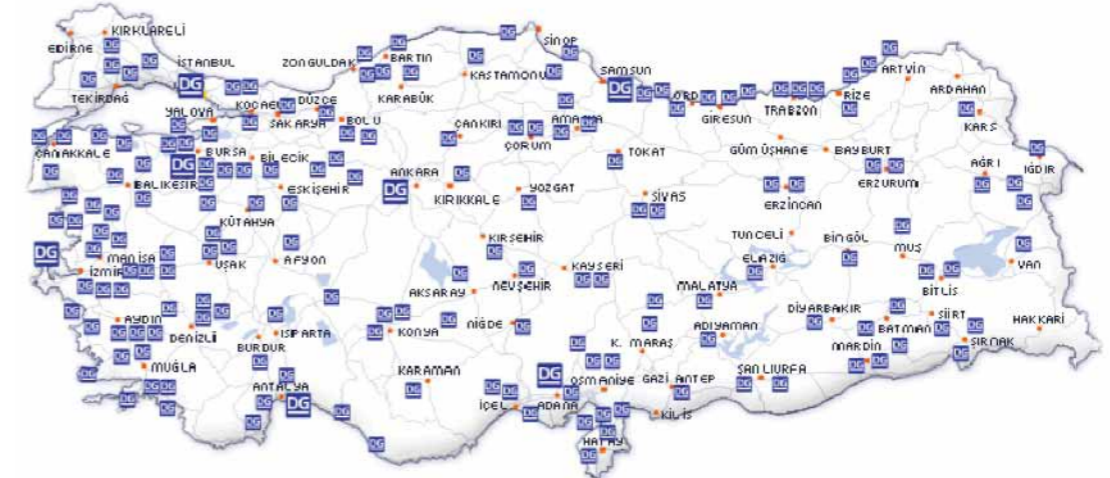 KIRKLARELİ
EDİRNE
İSTANBUL
TEKİRDAĞ
ZONGULDAK
BARTIN
KARABÜK
KASTAMONU
SİNOP
SAMSUN
ORD
GİRESUN
TRABZON
RİZE
ARTVİN
ARDAHAN
KARS
YALOVA
KOCAELİ
SAKARYA
DÜZCE
BOLU
ÇANKIRI
AMASYA
ÇORUM
TOKAT
GÜMÜŞHANE
BAYBURT
ERZURUM
AĞRI
IĞDIR
ÇANAKKALE
BURSA
BİLECİK
BALIKESİR
ESKİŞEHİR
ANKARA
KIRIKKALE
YOZGAT
SİVAS
ERZİNCAN
KÜTAHYA
KIRŞEHİR
TUNCELİ
BİNGÖL
MUŞ
VAN
MANİSA
İZMİR
UŞAK
AFYON
AKSARAY
NEVŞEHİR
KAYSERİ
ELAZIĞ
MALATYA
BİTLİS
AYDIN
DENİZLİ
ISPARTA
BURDUR
KONYA
NİĞDE
K. MARAŞ
ADIYAMAN
DİYARBAKIR
BATMAN
SİİRT
HAKKARİ
ŞIRNAK
MARDİN
MUĞLA
ANTALYA
KARAMAN
İÇEL
ADANA
OSMANİYE
GAZİ ANTEP
ŞANLIURFA
KİLİS
HATAY
DG